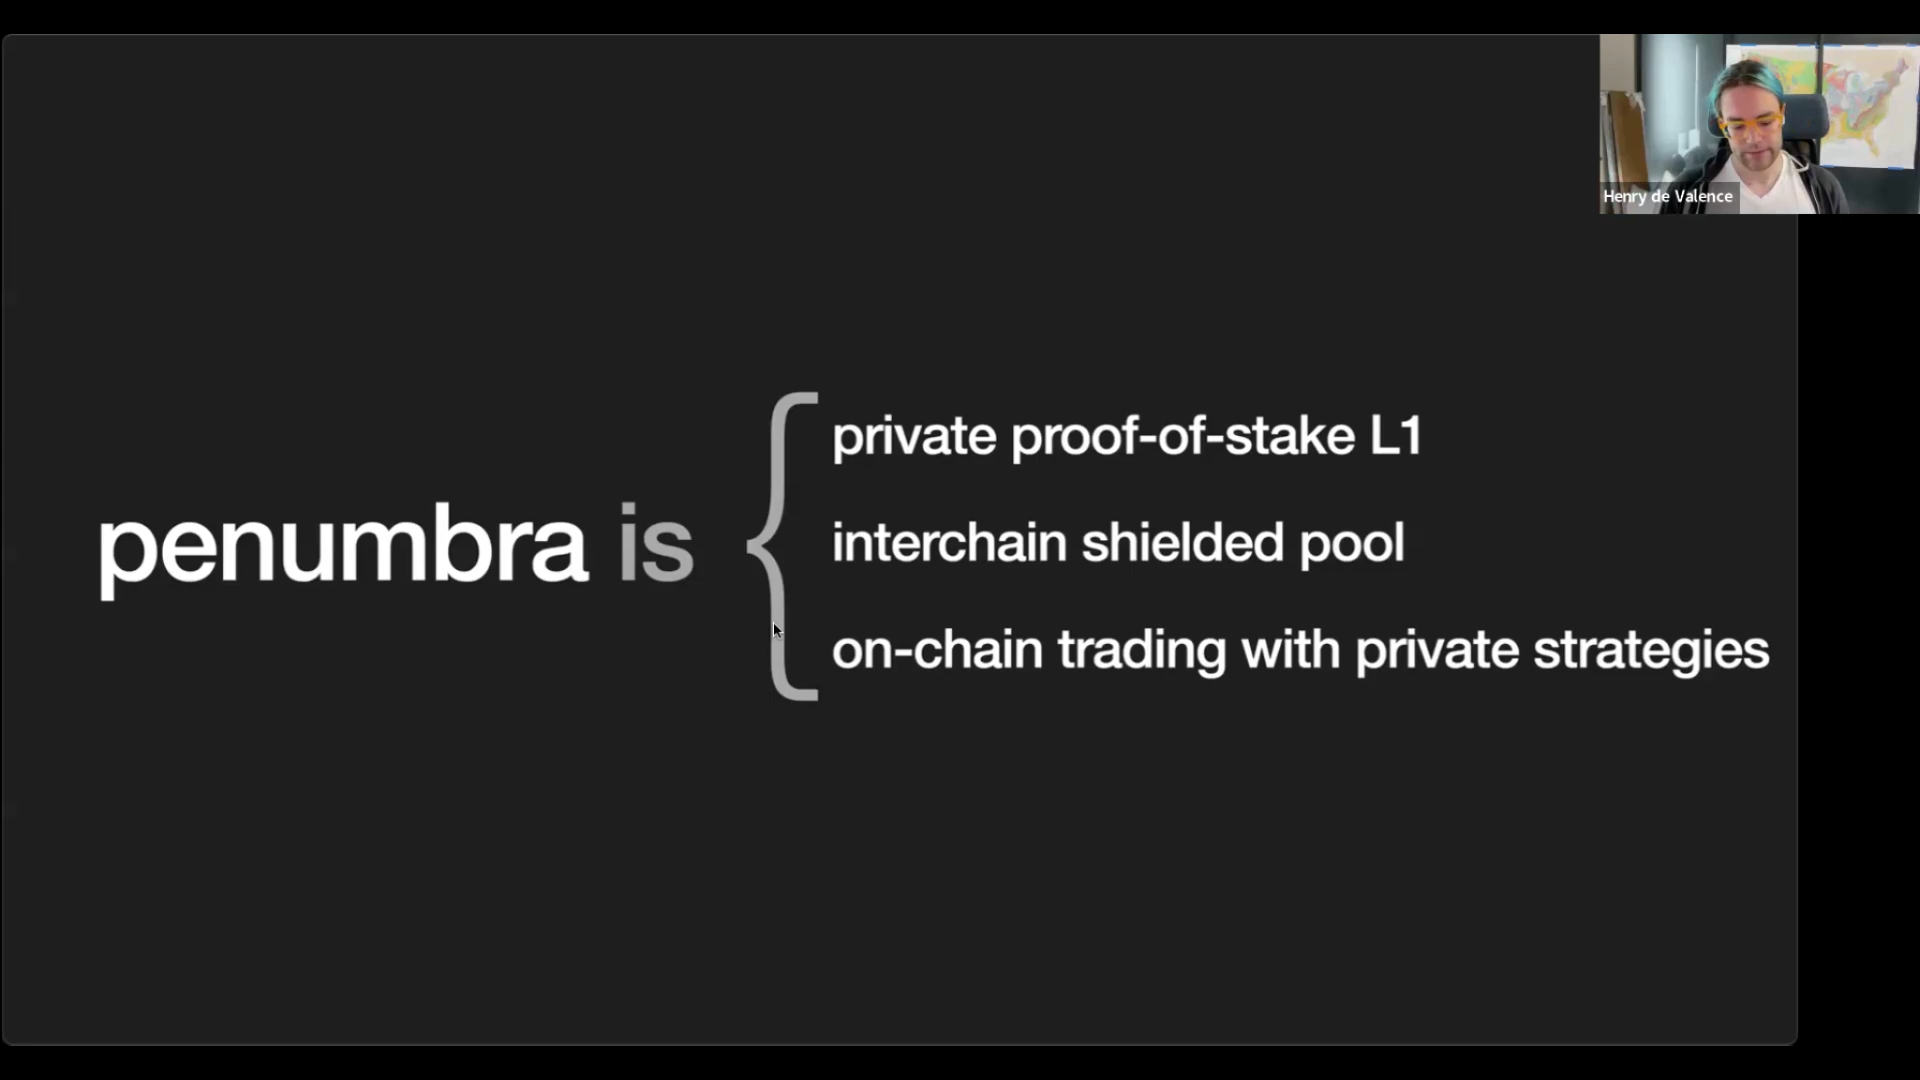 penumbra is
private proof-of-stake L1
interchain shielded pool
on-chain trading with private strategies
Henry de Valence